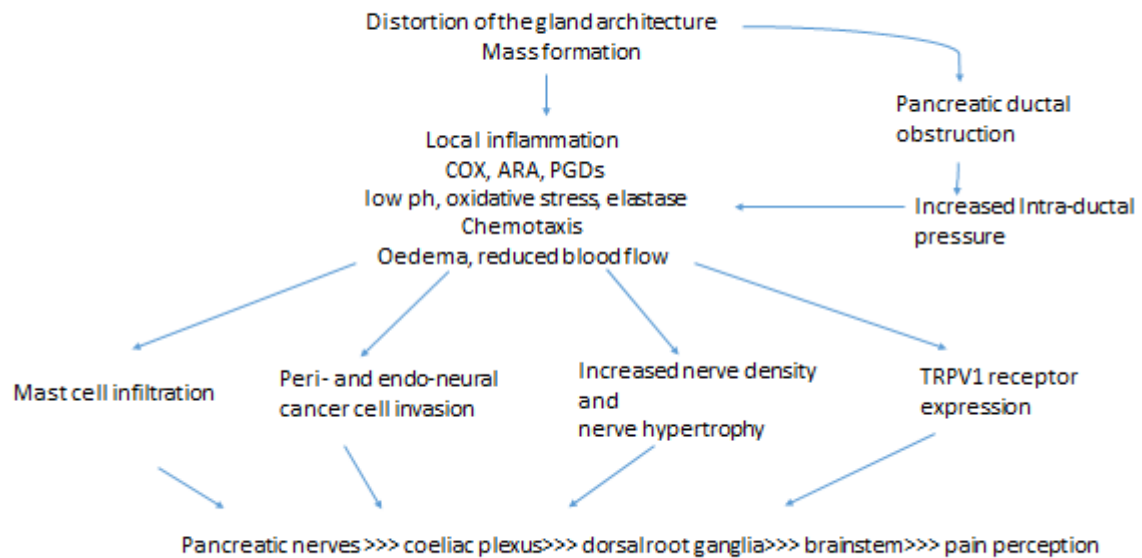 Distortion of the gland architecture
Mass formation
Pancreatic ductal
obstruction
Local inflammation
COX, ARA, PGDs
low ph, oxidative stress, elastase
Chemotaxis
Oedema, reduced blood flow
Increased Intra-ductal
pressure
Mast cell infiltration
Peri- and endo-neural
cancer cell invasion
Increased nerve density
and
nerve hypertrophy
TRPV1 receptor
expression
Pancreatic nerves >>> coeliac plexus>>> dorsal root ganglia>>> brainstem>>> pain perception